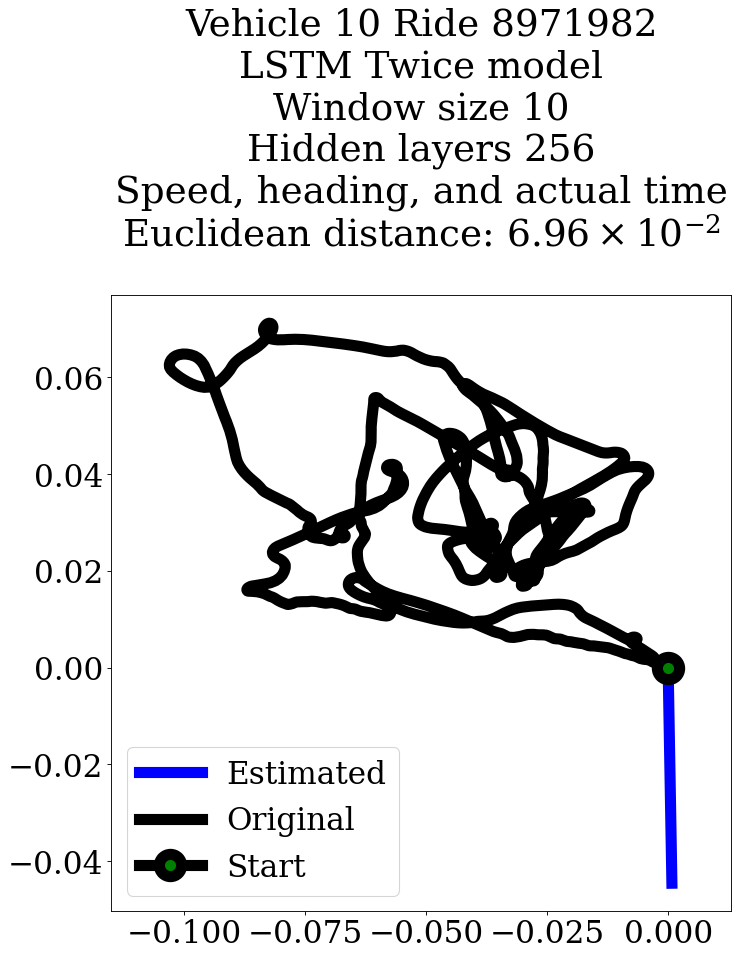 Vehicle 10 Ride 8971982
LSTM Twice model
Window size 10
Hidden layers 256
Speed, heading, and actual time
Euclidean distance: 6.96 × 10⁻²
0.06
0.04
0.02
0.00
−0.02
−0.04
Estimated
Original
Start
−0.100 −0.075 −0.050 −0.025 0.000